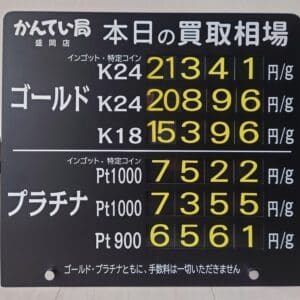 かんてい局 本日の買取相場
盛岡店
インゴット・特定コイン
K24 21341 円/g
ゴールド K24 20896 円/g
K18 15396 円/g
インゴット・特定コイン
Pt1000 7522 円/g
プラチナ Pt1000 7355 円/g
Pt900 6561 円/g
ゴールド・プラチナともに、手数料は一切いただきません